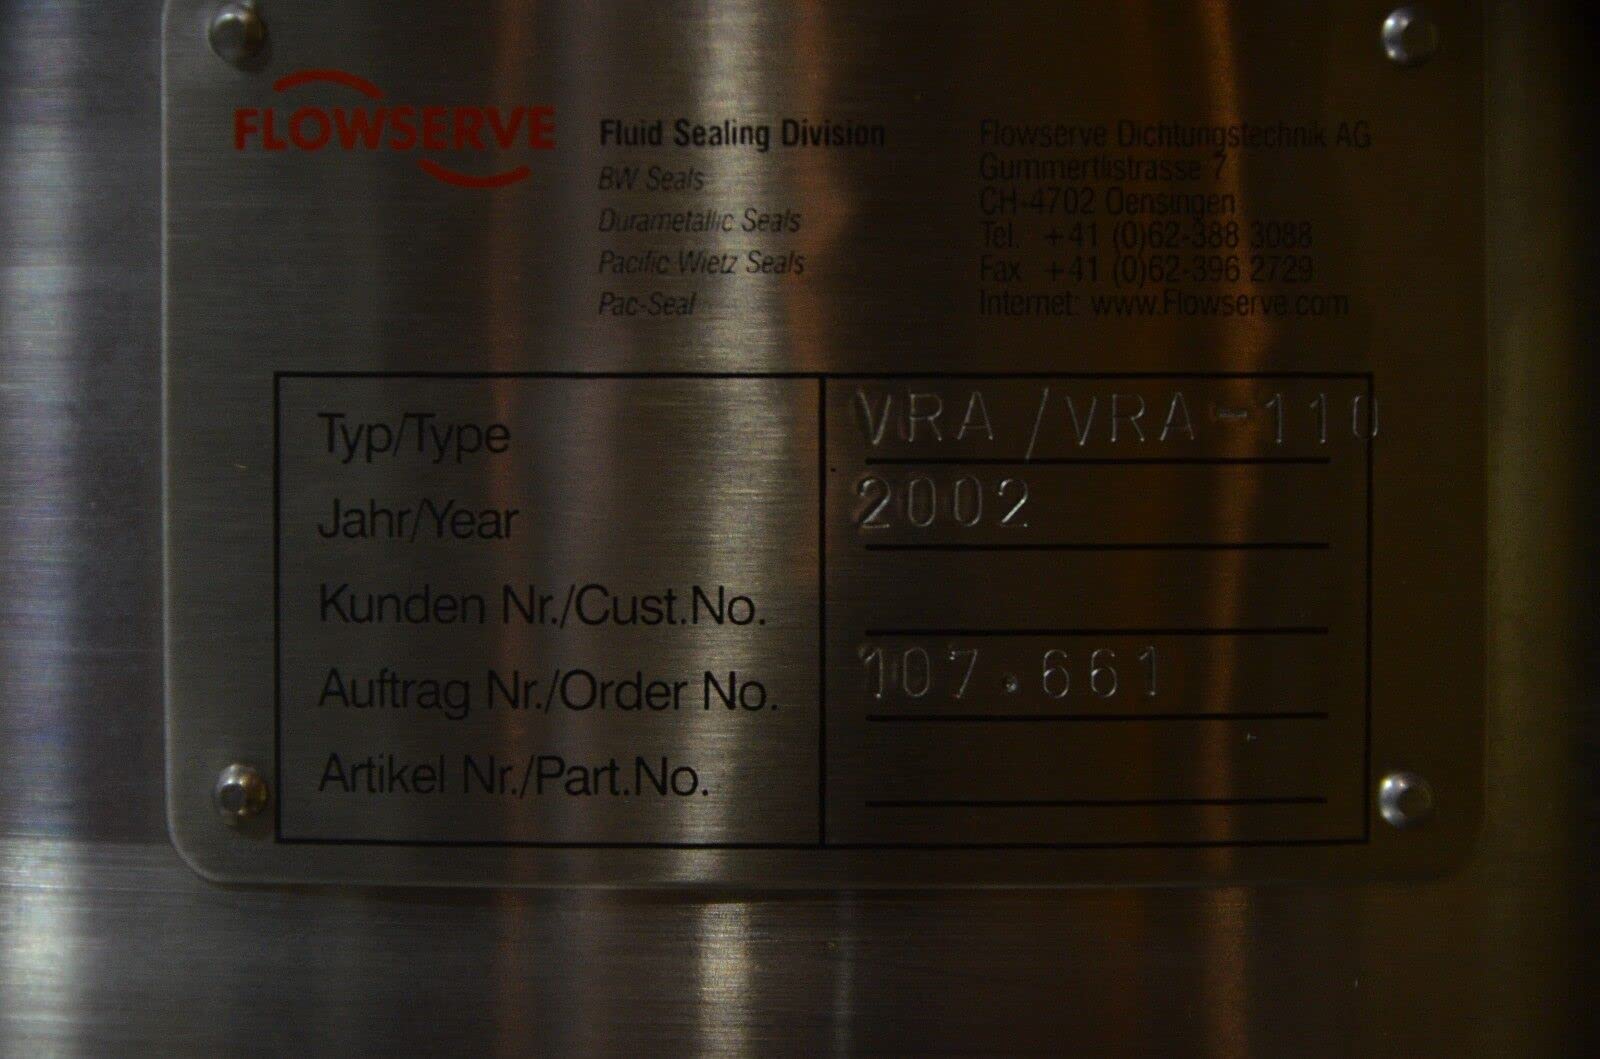 FLOWSERVE
Fluid Sealing Division
BW Seals
Durametallic Seals
Pacific Wietz Seals
Pac-Seal
Flowserve Dichtungstechnik AG
Gummertlistrasse 7
CH-4702 Oensingen
Tel. +41 (0)62-388 3088
Fax +41 (0)62-396 2729
Internet: www.Flowserve.com
Typ/Type VRA/VRA-110
Jahr/Year 2002
Kunden Nr./Cust.No.
Auftrag Nr./Order No. 107.661
Artikel Nr./Part.No.